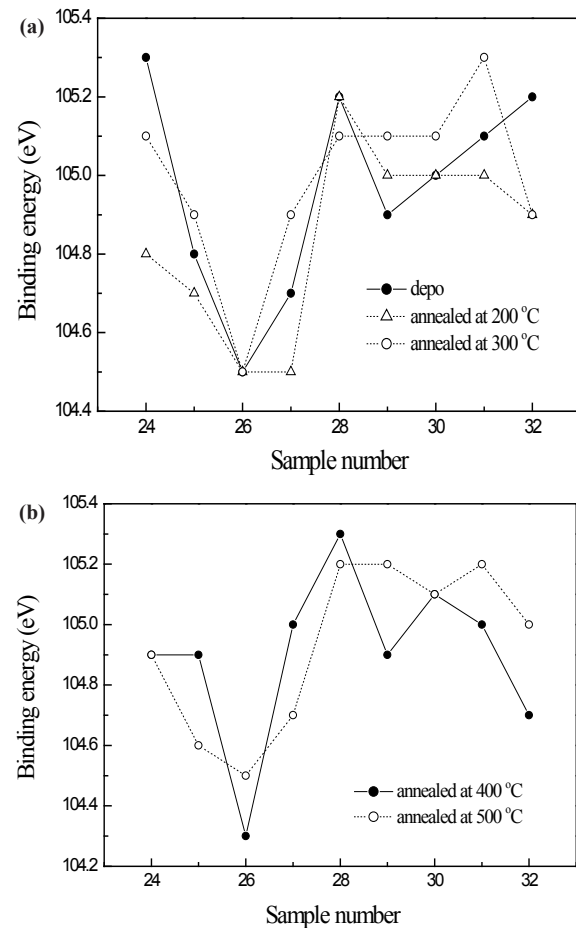 (a)
105.4
105.2
105.0
104.8
104.6
104.4
Binding energy (eV)
depo
annealed at 200 °C
annealed at 300 °C
24 26 28 30 32
Sample number
(b)
105.4
105.2
105.0
104.8
104.6
104.4
104.2
Binding energy (eV)
annealed at 400 °C
annealed at 500 °C
24 26 28 30 32
Sample number